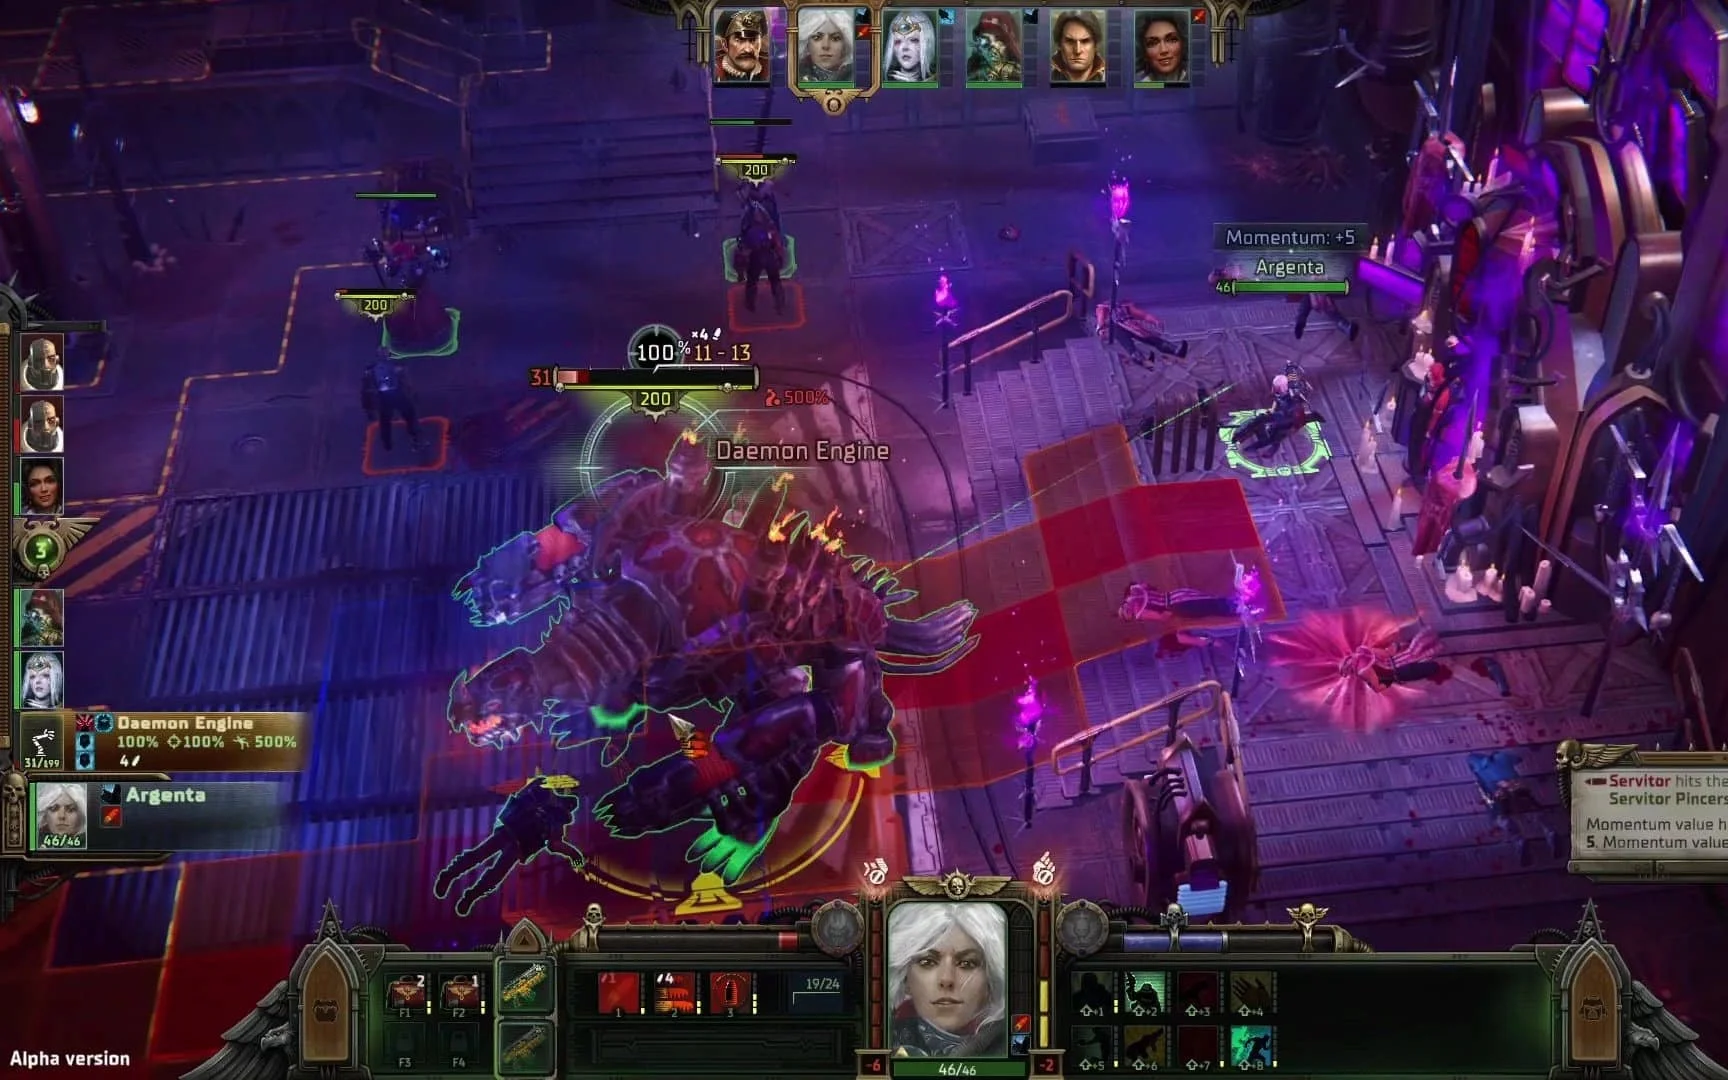 Momentum: +5
Argenta
46
200
200
×4
100% 11 - 13
31
200
500%
Daemon Engine
3
Daemon Engine
100% 100% 500%
4
31/199
Argenta
46/46
Servitor hits the
Servitor Pincers
Momentum value h
5. Momentum value
2
1
F1
F2
F3
F4
1
4
1
2
3
19/24
-6
46/46
-2
+1
+2
+3
+4
+5
+6
+7
+8
Alpha version